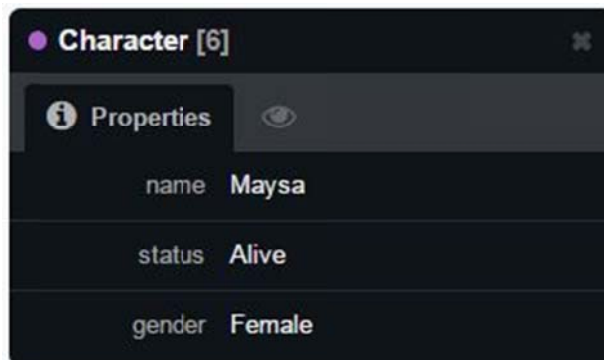 Character [6]
Properties
name Maysa
status Alive
gender Female